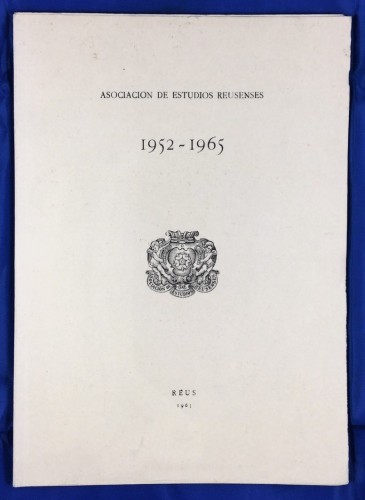 ASOCIACION DE ESTUDIOS REUSENSES
1952-1965
REUS